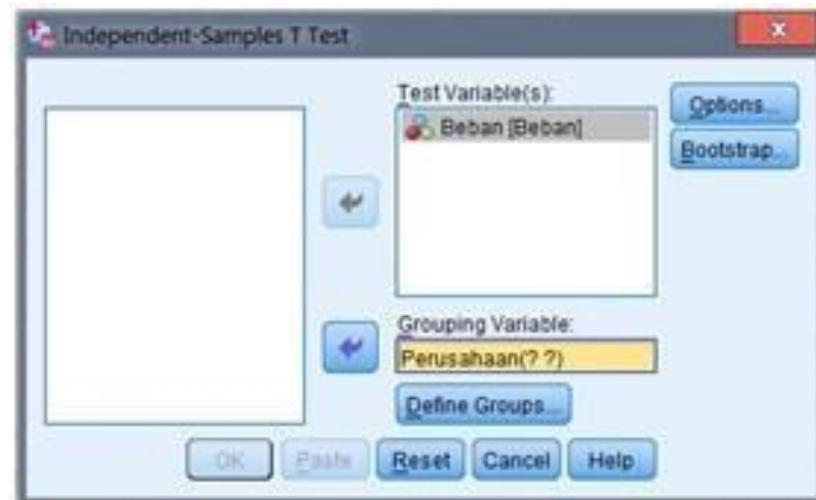 Independent-Samples T Test
Test Variable(s):
Beban [Beban]
Options...
Bootstrap...
Grouping Variable:
Perusahaan(? ?)
Define Groups...
OK Paste Reset Cancel Help